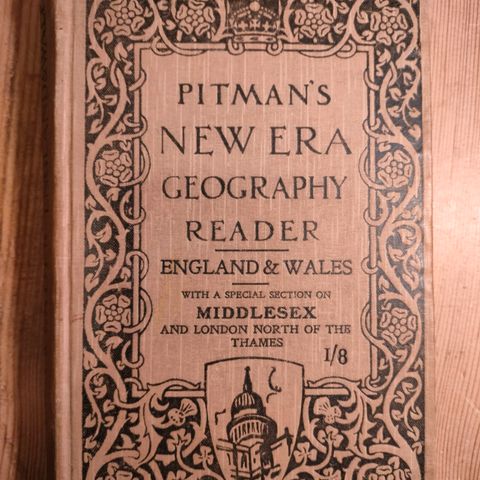 PITMAN'S
NEW ERA
GEOGRAPHY
READER
ENGLAND & WALES
WITH A SPECIAL SECTION ON
MIDDLESEX
AND LONDON NORTH OF THE
THAMES
1/8